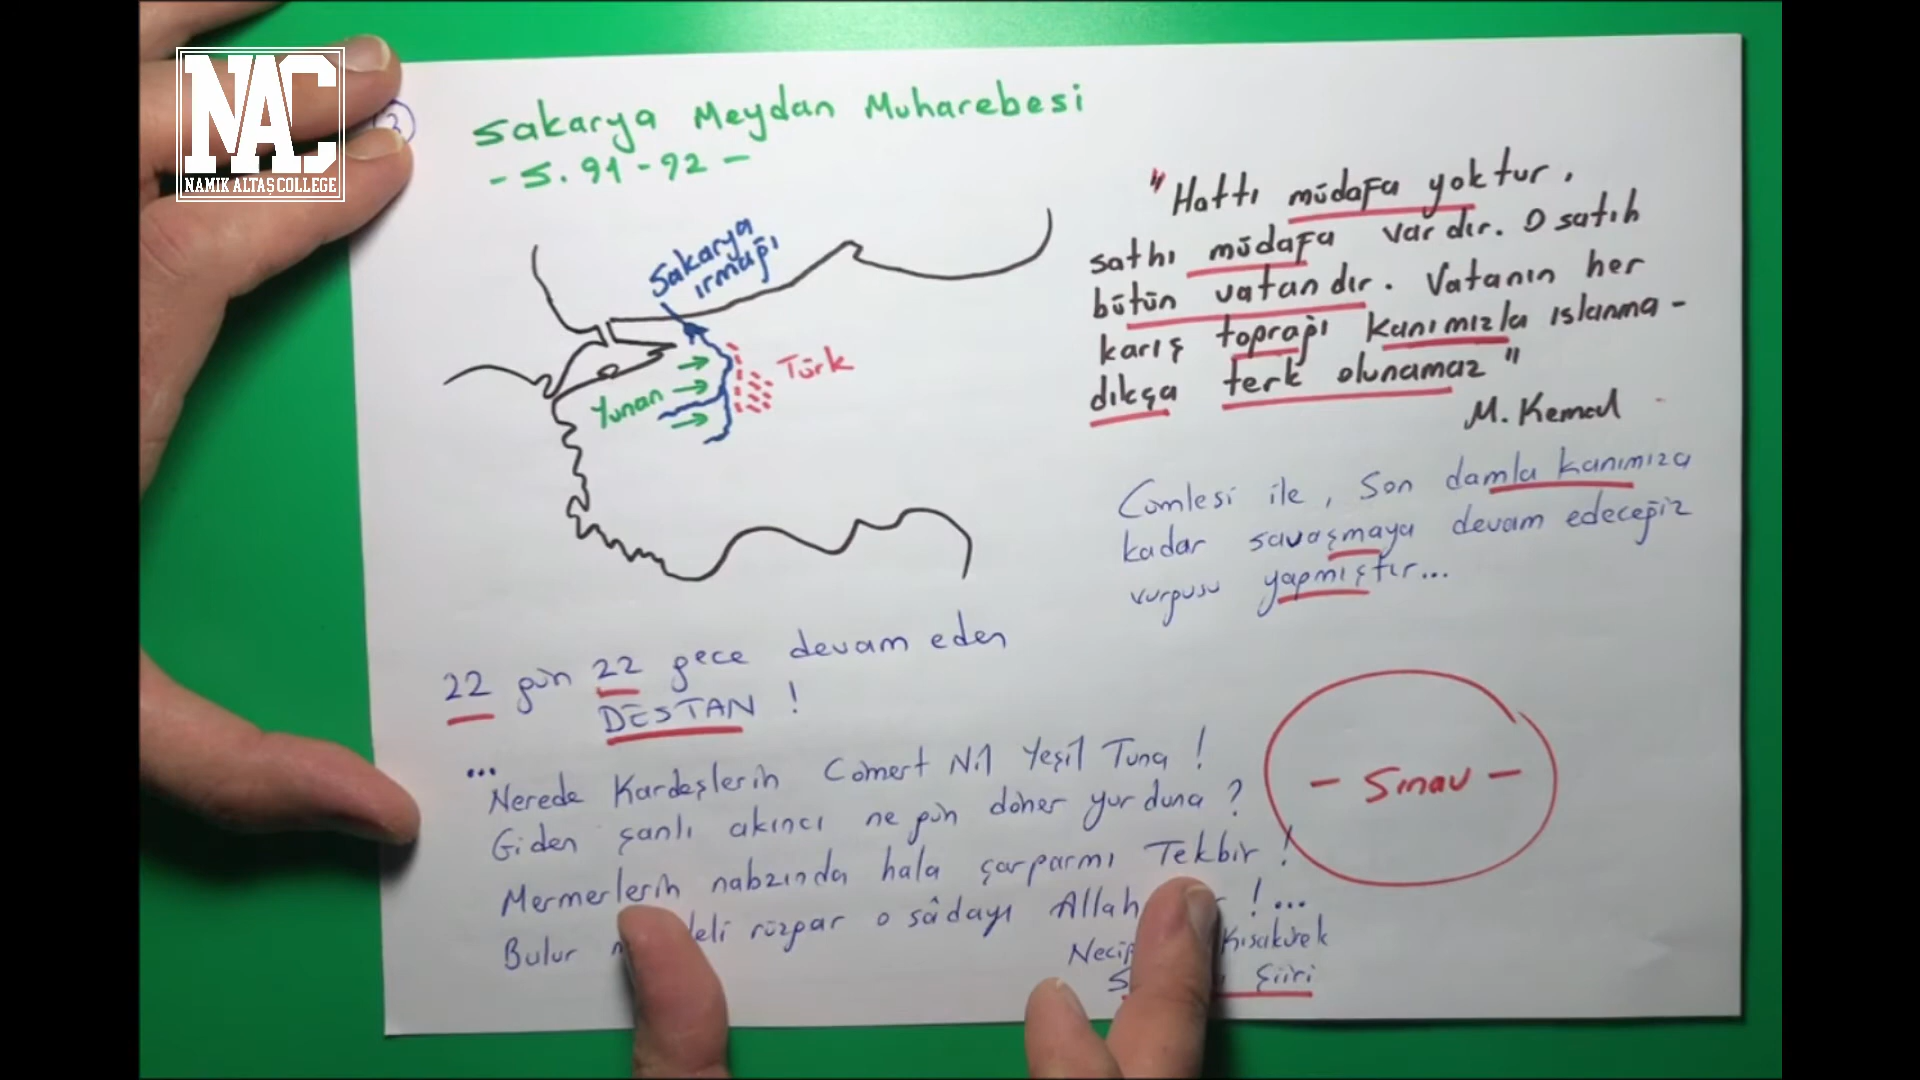 NAC
NAMIK ALTAŞ COLLEGE
Sakarya Meydan Muharebesi
- S. 91 - 92 -
"Hattı müdafa yoktur.
sathı müdafa vardır. O satıh
bütün vatandır. Vatanın her
karış toprağı kanımızla ıslanma-
dıkça terk olunamaz"
M. Kemal
Sakarya
ırmağı
Türk
Yunan
Cümlesi ile, Son damla kanımıza
kadar savaşmaya devam edeceğiz
vurgusu yapmıştır...
22 gün 22 gece devam eden
DESTAN !
...
Nerede Kardeşlerin Cömert Nil Yeşil Tuna !
Giden şanlı akıncı ne gün döner yurduna ?
Mermerlerin nabzında hala çarparmı Tekbir !
Bulur deli rüzgar o sâdayı Allah ! ...
Kısakürek
Şiiri
- Sınav -